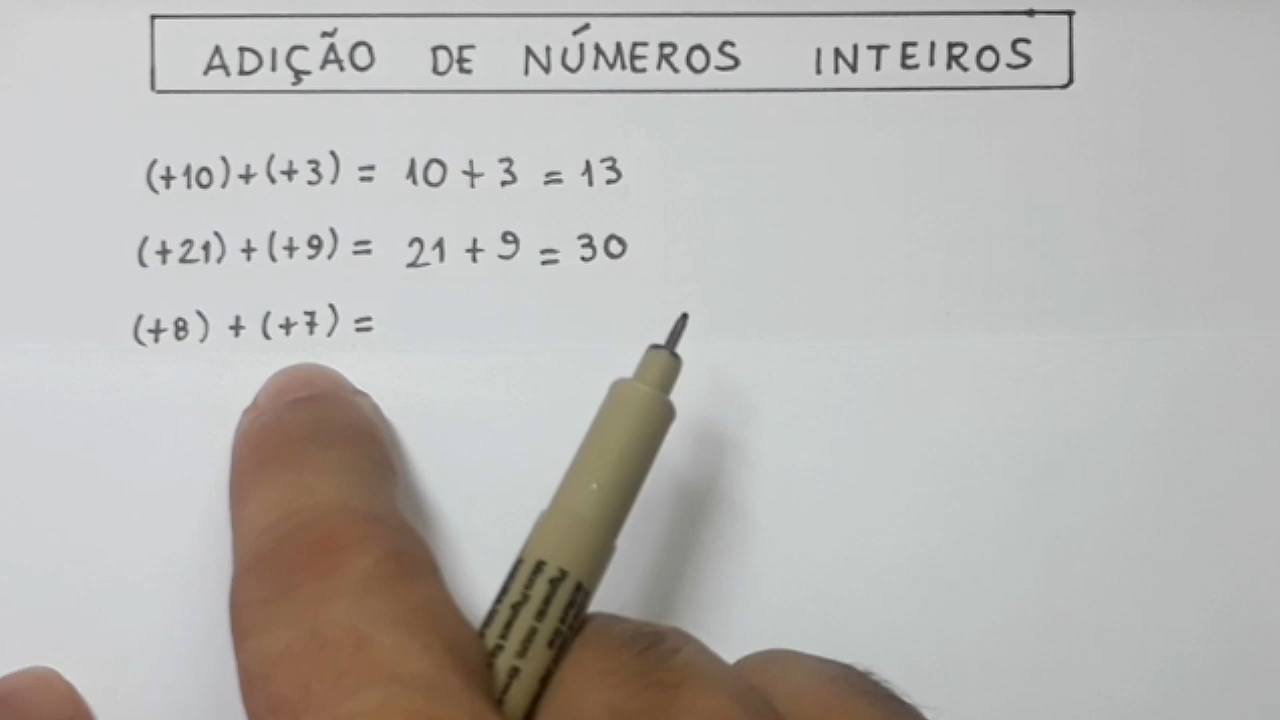 ADIÇÃO DE NÚMEROS INTEIROS
(+10)+(+3) = 10 + 3 = 13
(+21) + (+9) = 21 + 9 = 30
(+8) + (+7) =